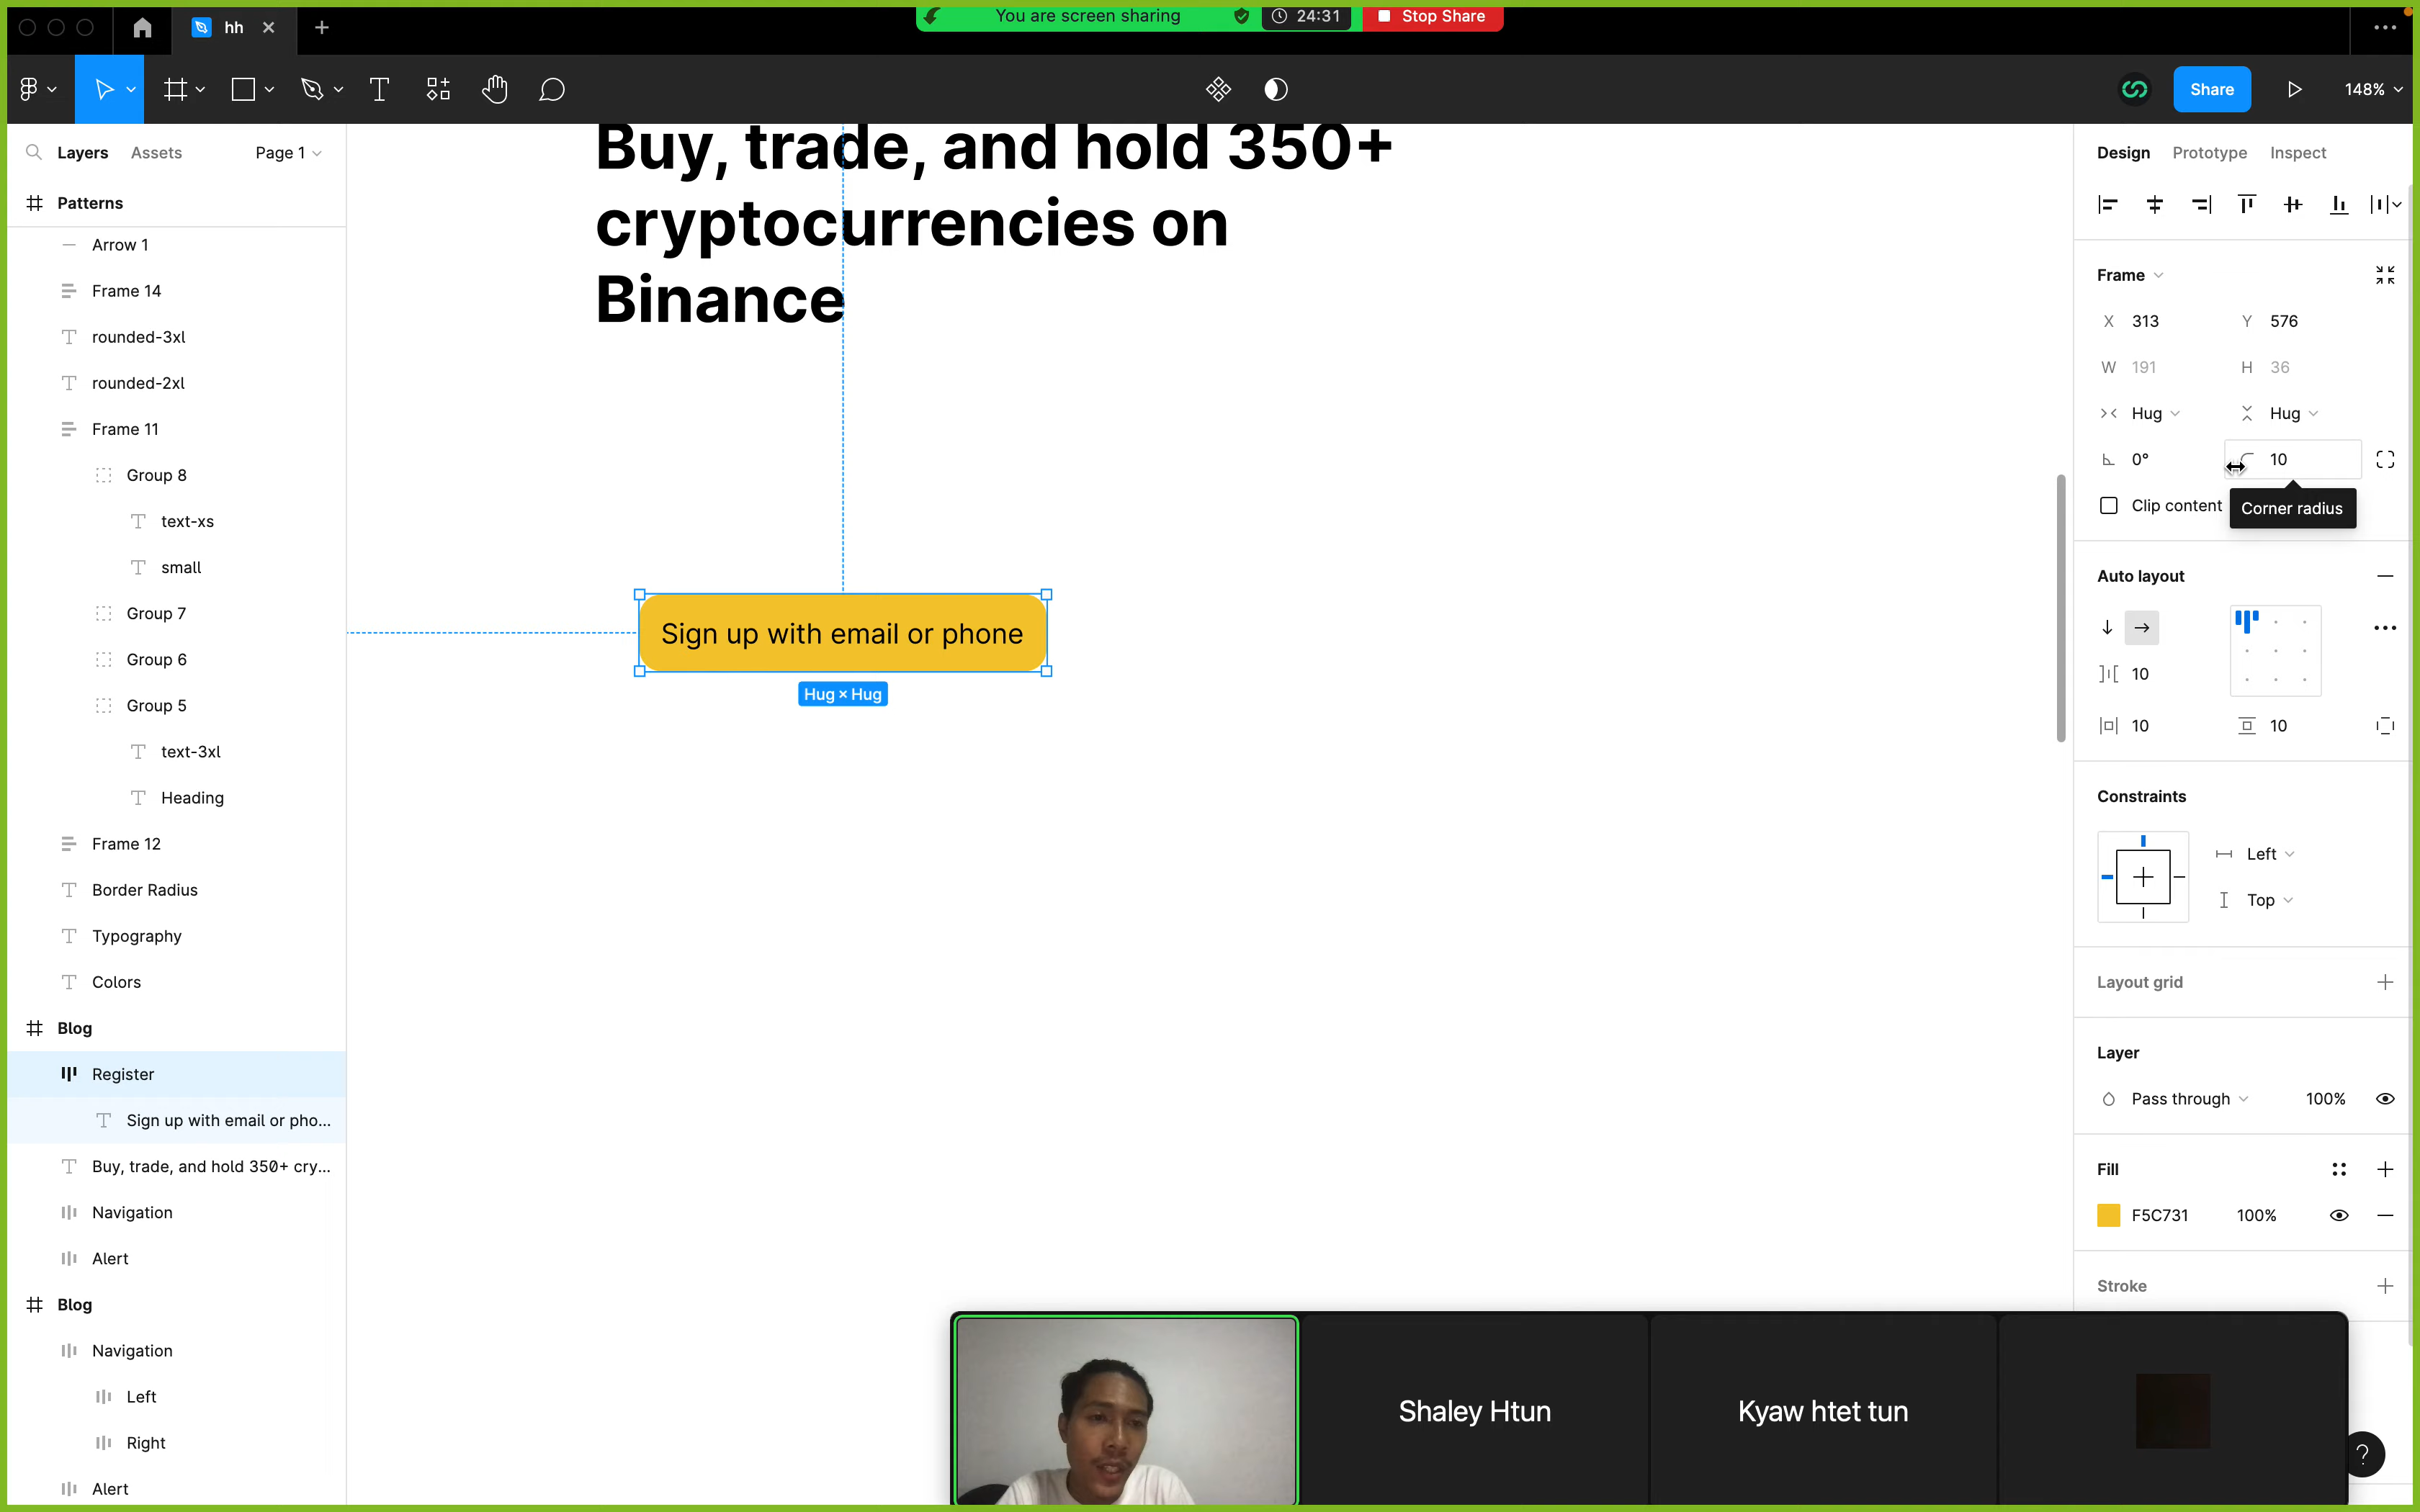 hh
You are screen sharing
24:31
Stop Share
Share
148%
Layers
Assets
Page 1
Patterns
Arrow 1
Frame 14
rounded-3xl
rounded-2xl
Frame 11
Group 8
text-xs
small
Group 7
Group 6
Group 5
text-3xl
Heading
Frame 12
Border Radius
Typography
Colors
Blog
Register
Sign up with email or pho...
Buy, trade, and hold 350+ cry...
Navigation
Alert
Blog
Navigation
Left
Right
Alert
Buy, trade, and hold 350+
cryptocurrencies on
Binance
Sign up with email or phone
Hug × Hug
Design
Prototype
Inspect
Frame
X 313
Y 576
W 191
H 36
Hug
Hug
0°
10
Clip content
Corner radius
Auto layout
10
10
10
Constraints
Left
Top
Layout grid
Layer
Pass through
100%
Fill
F5C731
100%
Stroke
Shaley Htun
Kyaw htet tun
?